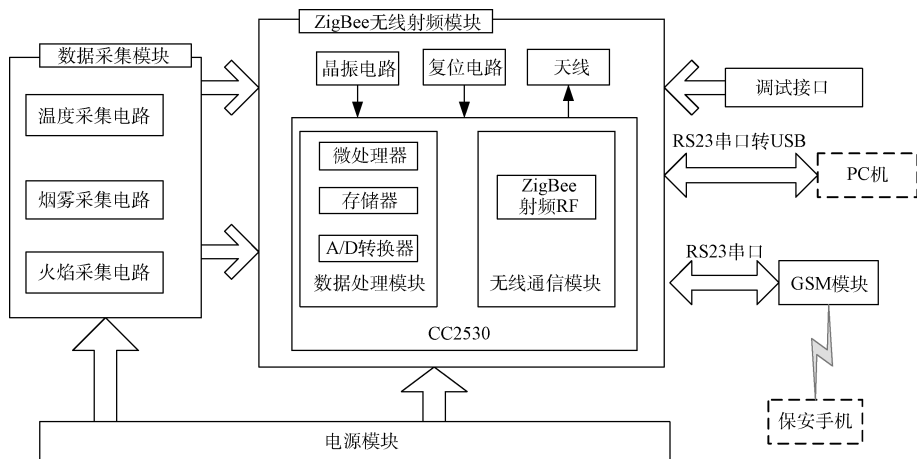 ZigBee无线射频模块
数据采集模块
温度采集电路
烟雾采集电路
火焰采集电路
晶振电路
复位电路
天线
微处理器
存储器
A/D转换器
数据处理模块
ZigBee
射频RF
无线通信模块
CC2530
调试接口
RS23串口转USB
PC机
RS23串口
GSM模块
保安手机
电源模块